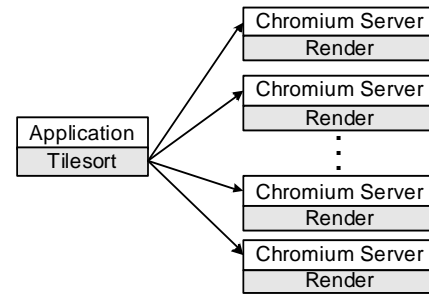 Chromium Server
Render
Chromium Server
Render
Application
Tilesort
Chromium Server
Render
Chromium Server
Render